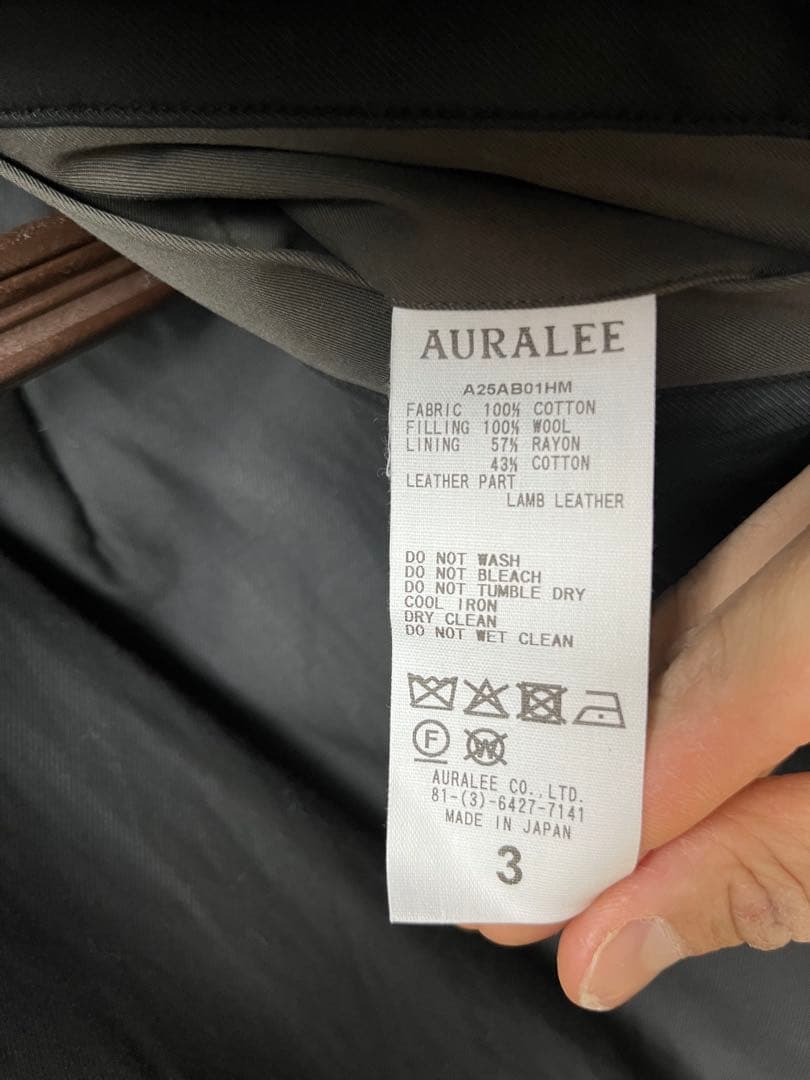 AURALEE
A25AB01HM
FABRIC 100% COTTON
FILLING 100% WOOL
LINING 57% RAYON
43% COTTON
LEATHER PART
LAMB LEATHER
DO NOT WASH
DO NOT BLEACH
DO NOT TUMBLE DRY
COOL IRON
DRY CLEAN
DO NOT WET CLEAN
F W
AURALEE CO.,LTD.
81-(3)-6427-7141
MADE IN JAPAN
3